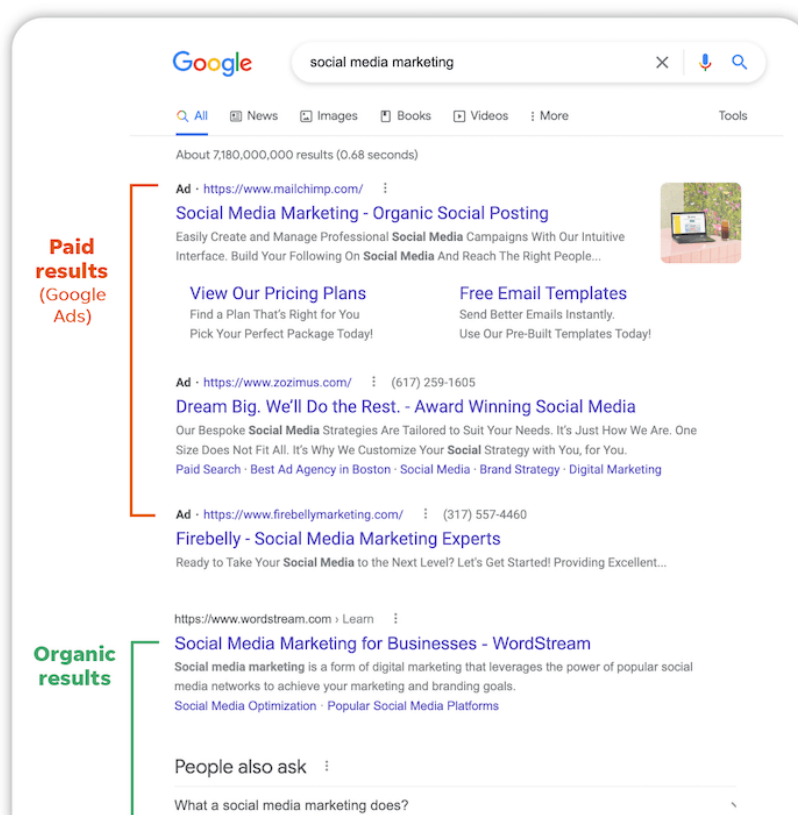 Google
social media marketing
All News Images Books Videos More Tools
About 7,180,000,000 results (0.68 seconds)
Paid
results
(Google
Ads)
Ad · https://www.mailchimp.com/
Social Media Marketing - Organic Social Posting
Easily Create and Manage Professional Social Media Campaigns With Our Intuitive
Interface. Build Your Following On Social Media And Reach The Right People...
View Our Pricing Plans
Find a Plan That's Right for You
Pick Your Perfect Package Today!
Free Email Templates
Send Better Emails Instantly.
Use Our Pre-Built Templates Today!
Ad · https://www.zozimus.com/ (617) 259-1605
Dream Big. We'll Do the Rest. - Award Winning Social Media
Our Bespoke Social Media Strategies Are Tailored to Suit Your Needs. It's Just How We Are. One
Size Does Not Fit All. It's Why We Customize Your Social Strategy with You, for You.
Paid Search · Best Ad Agency in Boston · Social Media · Brand Strategy · Digital Marketing
Ad · https://www.firebellymarketing.com/ (317) 557-4460
Firebelly - Social Media Marketing Experts
Ready to Take Your Social Media to the Next Level? Let's Get Started! Providing Excellent...
Organic
results
https://www.wordstream.com › Learn
Social Media Marketing for Businesses - WordStream
Social media marketing is a form of digital marketing that leverages the power of popular social
media networks to achieve your marketing and branding goals.
Social Media Optimization · Popular Social Media Platforms
People also ask
What a social media marketing does?